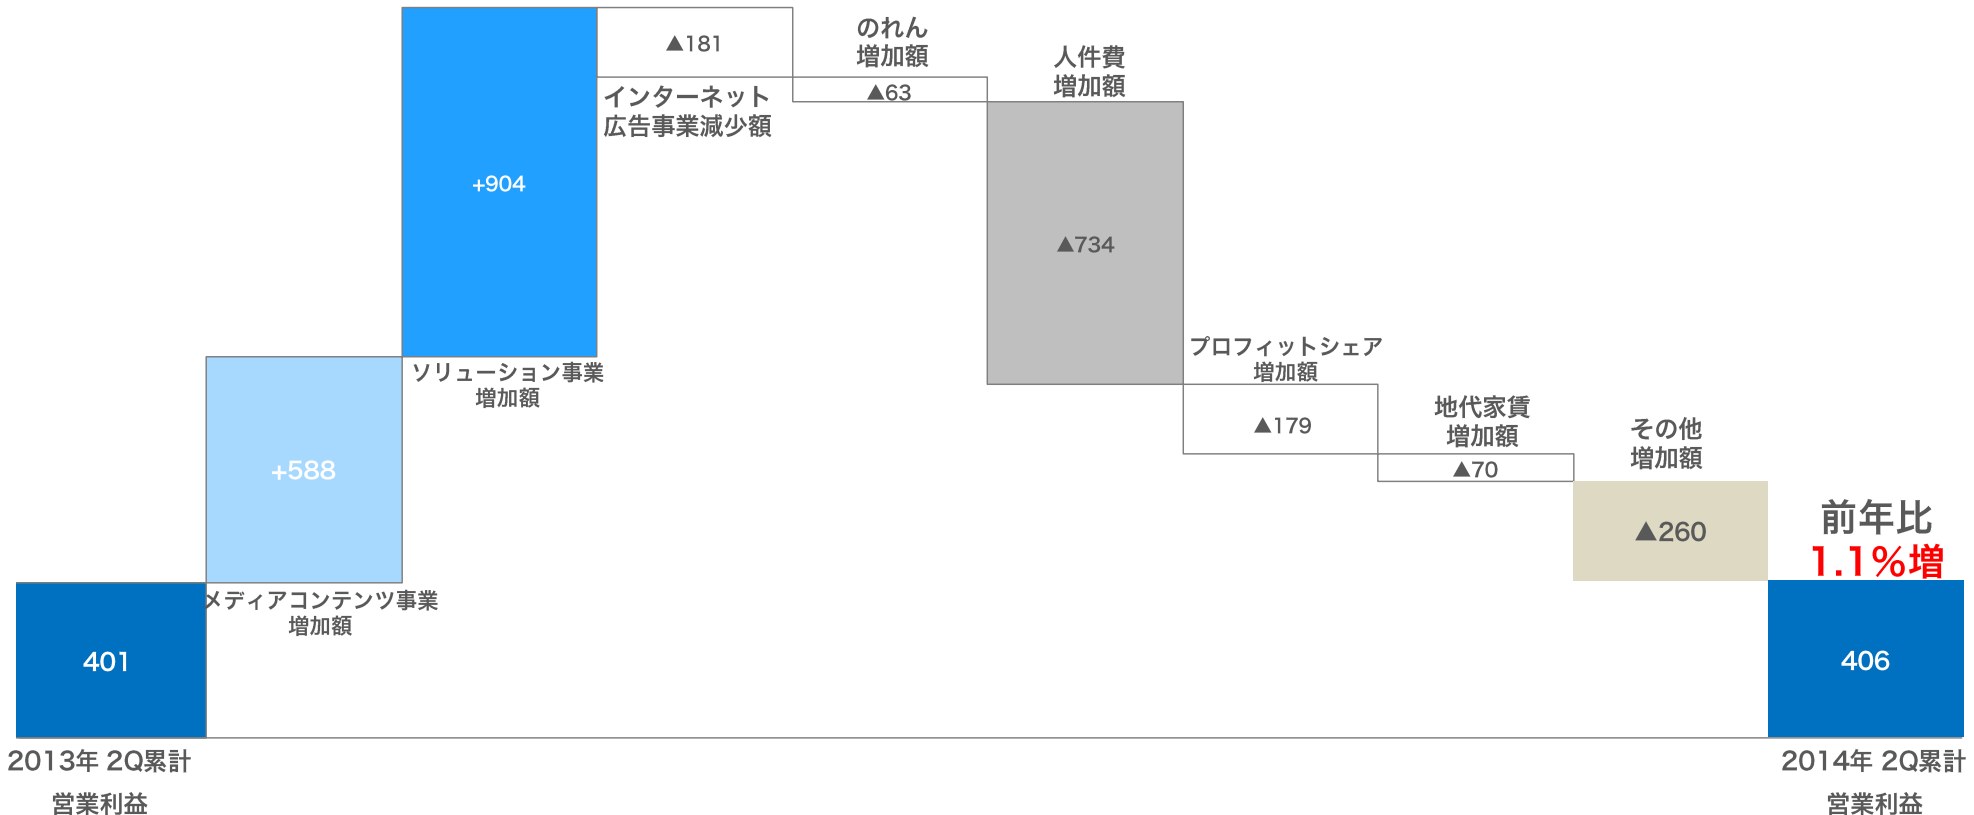 ▲181
のれん
増加額
▲63
人件費
増加額
インターネット
広告事業減少額
+904
▲734
ソリューション事業
増加額
プロフィットシェア
増加額
▲179
地代家賃
増加額
▲70
その他
増加額
▲260
+588
前年比
1.1%増
メディアコンテンツ事業
増加額
401
406
2013年 2Q累計
営業利益
2014年 2Q累計
営業利益